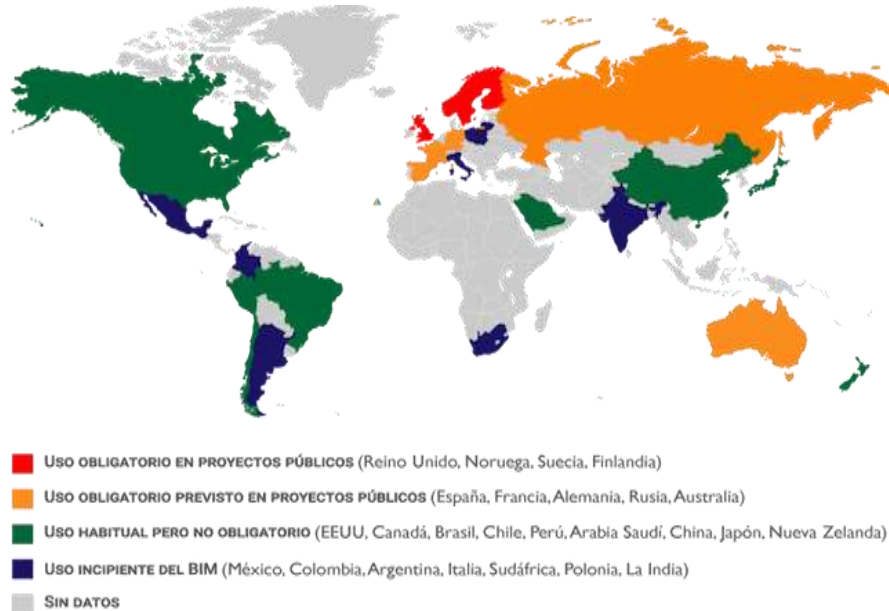 USO OBLIGATORIO EN PROYECTOS PÚBLICOS (Reino Unido, Noruega, Suecia, Finlandia)
USO OBLIGATORIO PREVISTO EN PROYECTOS PÚBLICOS (España, Francia, Alemania, Rusia, Australia)
USO HABITUAL PERO NO OBLIGATORIO (EEUU, Canadá, Brasil, Chile, Perú, Arabia Saudí, China, Japón, Nueva Zelanda)
USO INCIPIENTE DEL BIM (México, Colombia, Argentina, Italia, Sudáfrica, Polonia, La India)
SIN DATOS